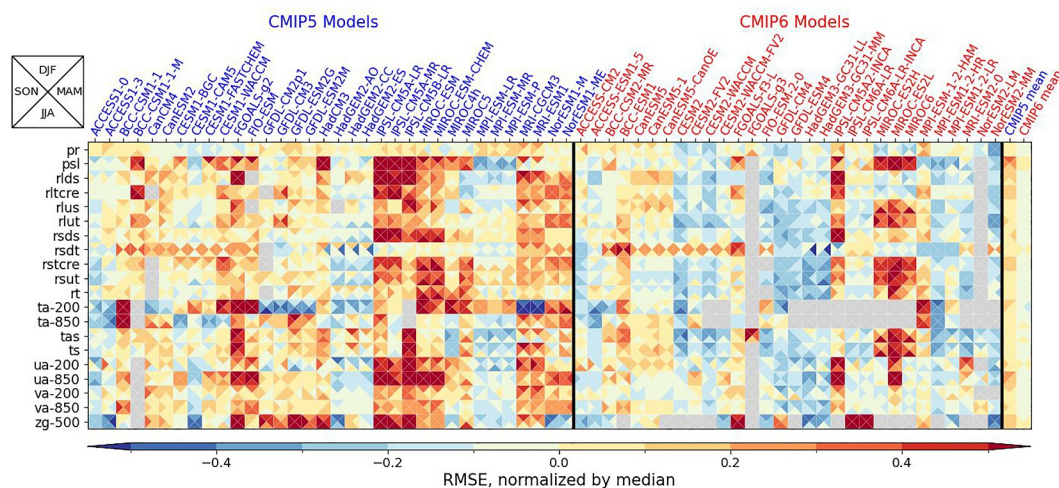 CMIP5 Models
CMIP6 Models
DJF
SON
MAM
JJA
ACCESS1-0
ACCESS1-3
BCC-CSM1-1
BCC-CSM1-1-M
CanCM4
CanESM2
CESM1-BGC
CESM1-CAM5
CESM1-FASTCHEM
CESM1-WACCM
FGOALS-g2
FIO-ESM
GFDL-CM2p1
GFDL-CM3
GFDL-ESM2G
GFDL-ESM2M
HadCM3
HadGEM2-AO
HadGEM2-CC
HadGEM2-ES
IPSL-CM5A-LR
IPSL-CM5A-MR
IPSL-CM5B-LR
MIROC-ESM
MIROC-ESM-CHEM
MIROC4h
MIROC5
MPI-ESM-LR
MPI-ESM-MR
MPI-ESM-P
MRI-CGCM3
MRI-ESM1
NorESM1-M
NorESM1-ME
ACCESS-CM2
ACCESS-ESM1-5
BCC-CSM2-MR
BCC-ESM1
CanESM5
CanESM5-1
CanESM5-CanOE
CESM2
CESM2-FV2
CESM2-WACCM
CESM2-WACCM-FV2
FGOALS-f3-L
FGOALS-g3
FIO-ESM-2-0
GFDL-CM4
GFDL-ESM4
HadGEM3-GC31-LL
HadGEM3-GC31-MM
IPSL-CM5A2-INCA
IPSL-CM6A-LR
IPSL-CM6A-LR-INCA
MIROC-ES2H
MIROC-ES2L
MIROC6
MPI-ESM-1-2-HAM
MPI-ESM1-2-HR
MPI-ESM1-2-LR
MRI-ESM2-0
NorESM2-LM
NorESM2-MM
CMIP5 mean
CMIP6 mean
pr
psl
rlds
rltcre
rlus
rlut
rsds
rsdt
rstcre
rsut
rt
ta-200
ta-850
tas
ts
ua-200
ua-850
va-200
va-850
zg-500
−0.4
−0.2
0.0
0.2
0.4
RMSE, normalized by median